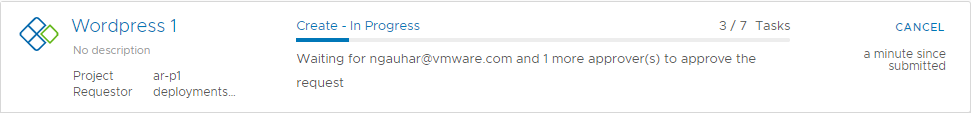 Wordpress 1
No description
Project ar-p1
Requestor deployments...
Create - In Progress 3 / 7 Tasks
Waiting for ngauhar@vmware.com and 1 more approver(s) to approve the
request
CANCEL
a minute since
submitted